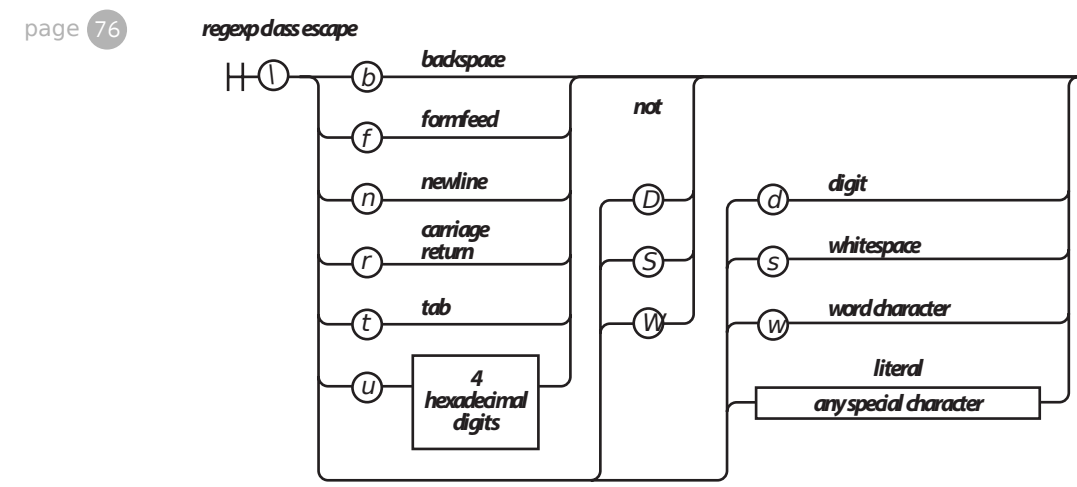 page 76
regexp class escape
\
b
backspace
not
f
formfeed
n
newline
D
d
digit
r
carriage
return
S
s
whitespace
t
tab
W
w
word character
u
4
hexadecimal
digits
literal
any special character